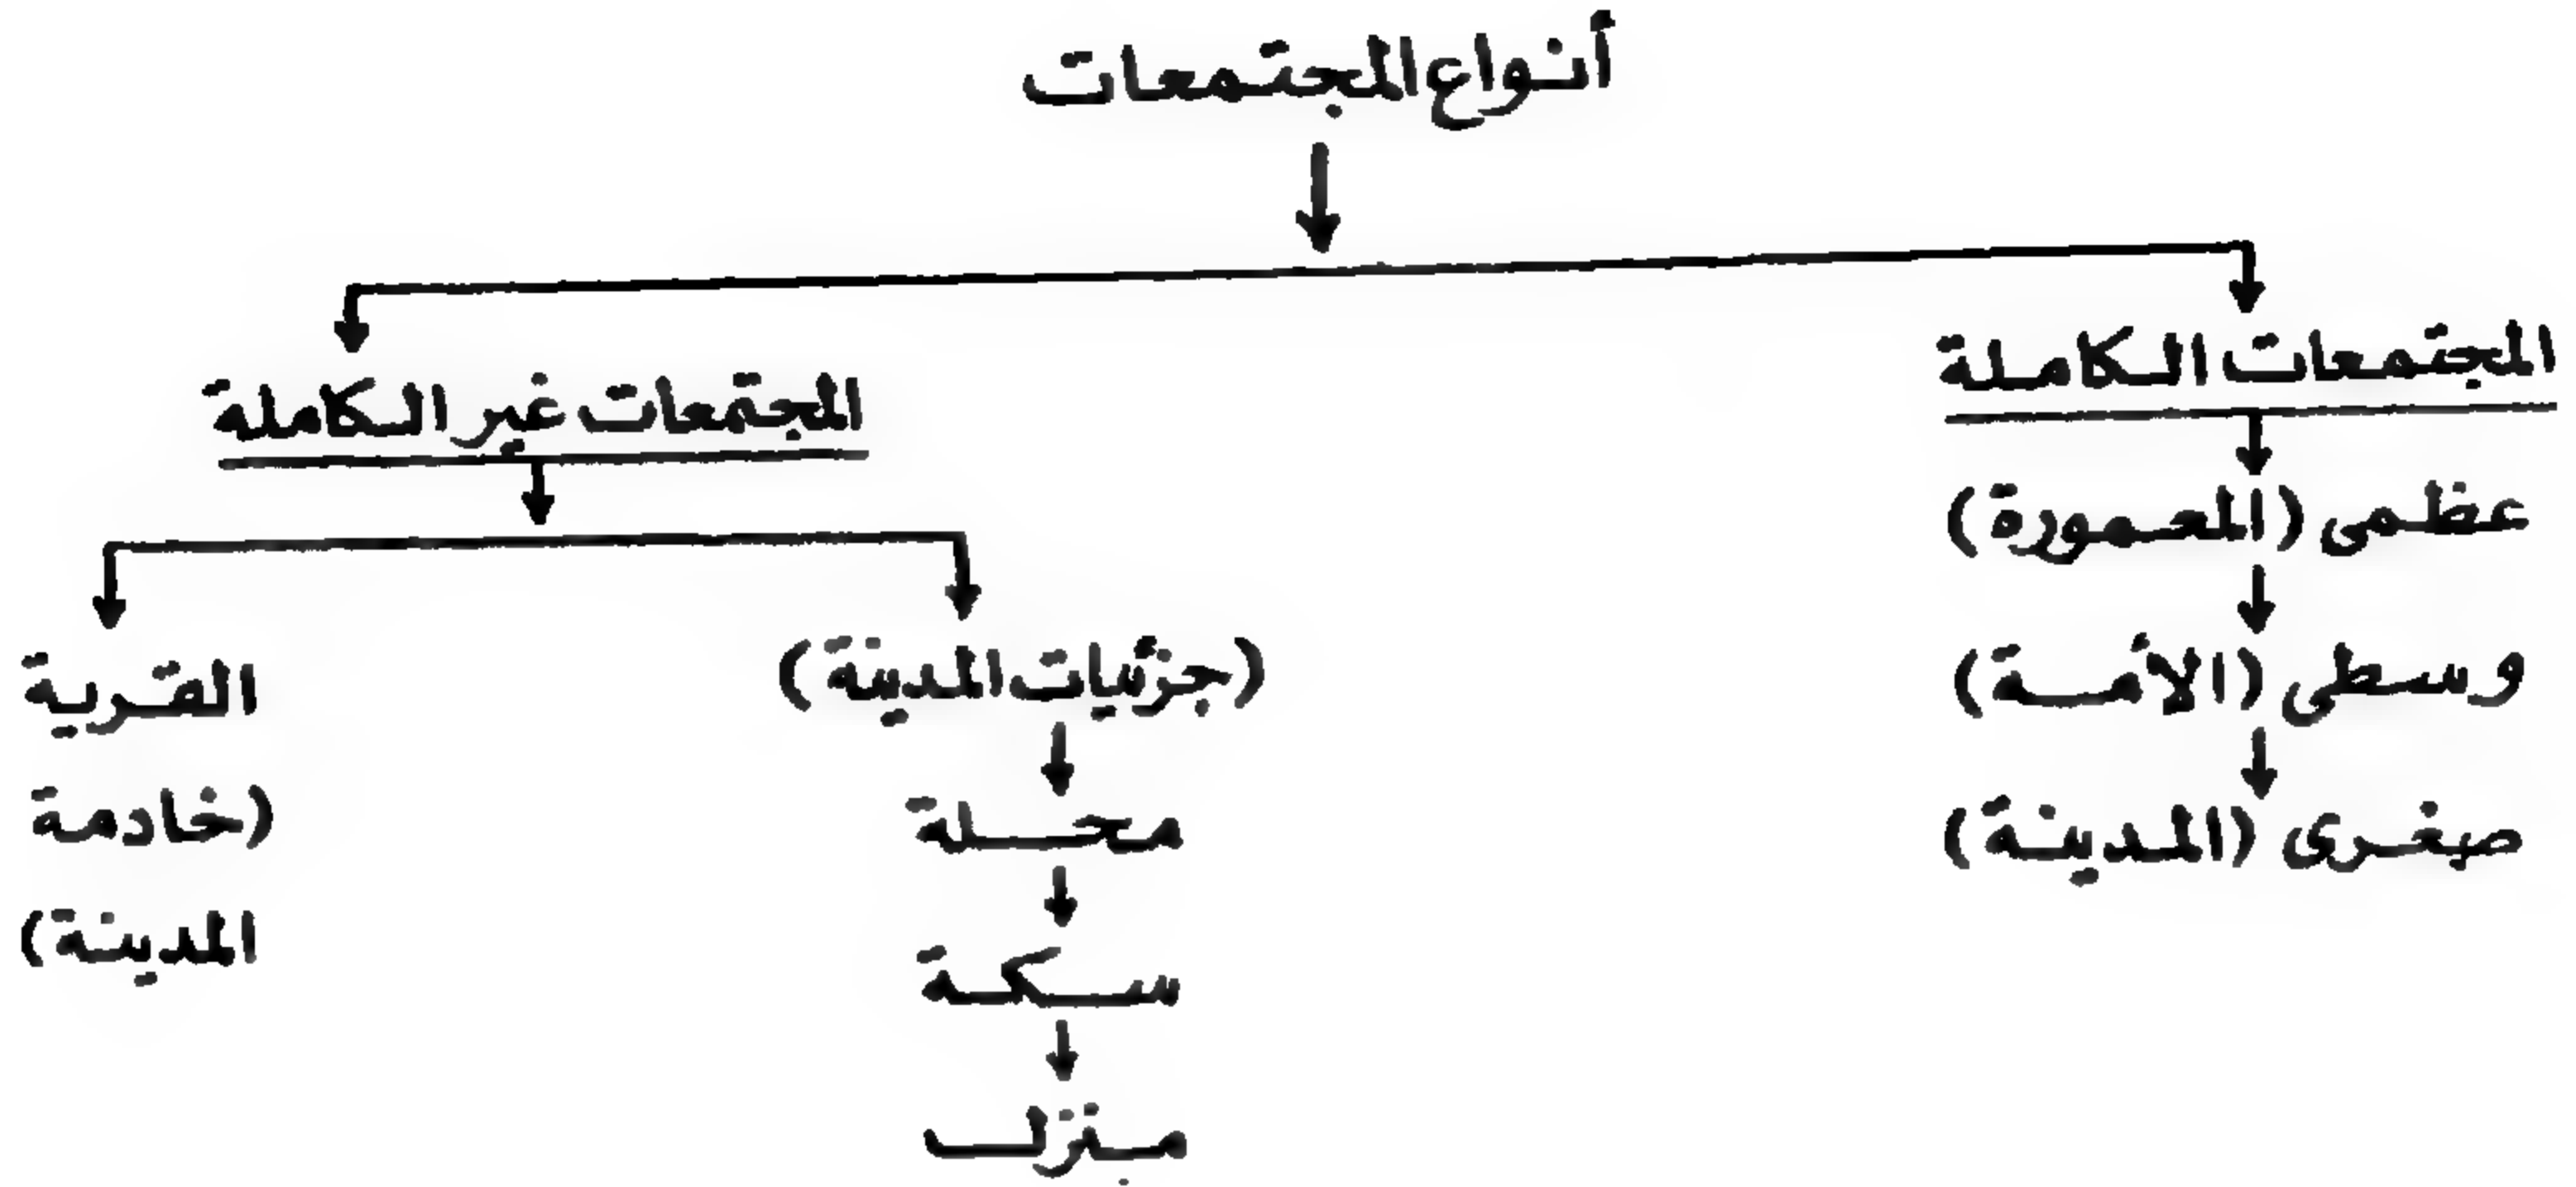 أنواع المجتمعات
المجتمعات الكاملة
عظمى (المعمورة)
وسطى (الأمة)
صغرى (المدينة)
المجتمعات غير الكاملة
(جزئيات المدينة)
محلة
سكة
منزل
القرية
(خادمة
المدينة)